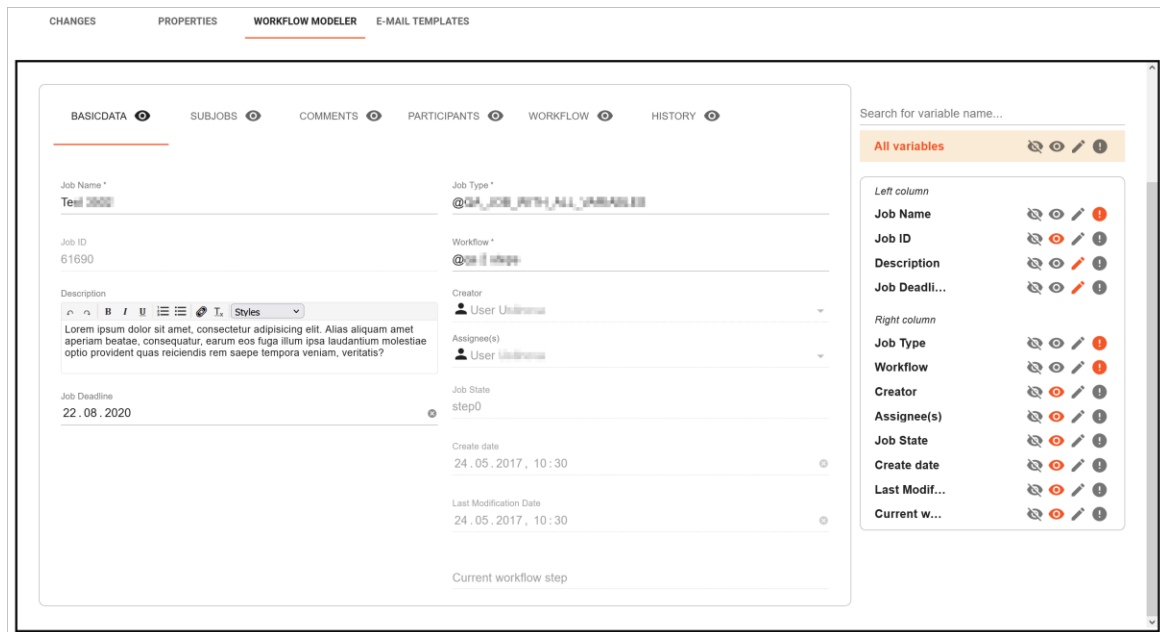 CHANGES PROPERTIES WORKFLOW MODELER E-MAIL TEMPLATES
BASICDATA SUBJOBS COMMENTS PARTICIPANTS WORKFLOW HISTORY
Search for variable name...
All variables
Job Name *
Job Type *
Job ID
61690
Workflow *
Description
B I U Tx Styles
Lorem ipsum dolor sit amet, consectetur adipisicing elit. Alias aliquam amet
aperiam beatae, consequatur, earum eos fuga illum ipsa laudantium molestiae
optio provident quas reiciendis rem saepe tempora veniam, veritatis?
Job Deadline
22.08.2020
Creator
User
Assignee(s)
User
Job State
step0
Create date
24.05.2017, 10:30
Last Modification Date
24.05.2017, 10:30
Current workflow step
Left column
Job Name
Job ID
Description
Job Deadli...
Right column
Job Type
Workflow
Creator
Assignee(s)
Job State
Create date
Last Modif...
Current w...